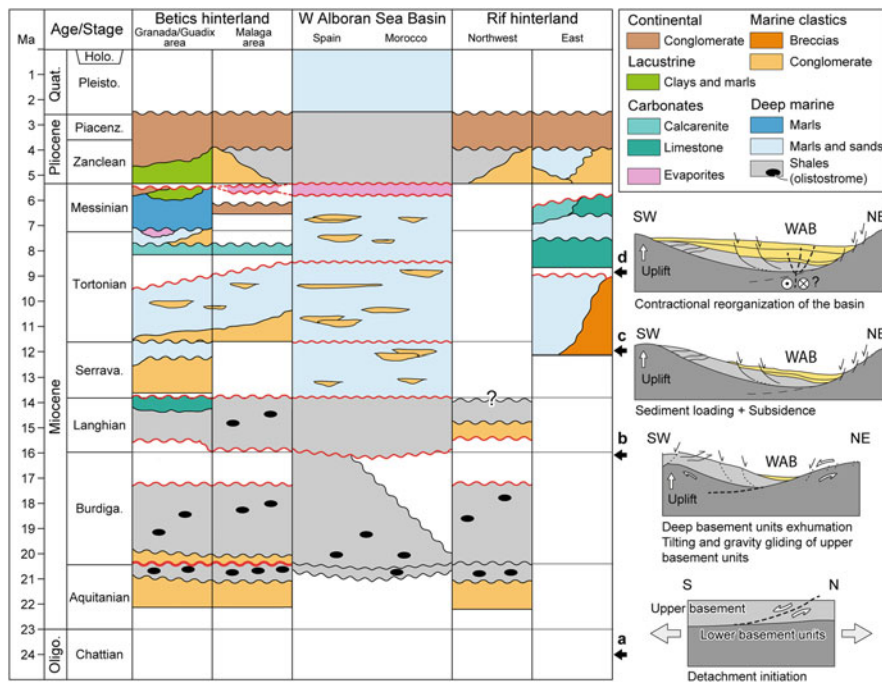 Betics hinterland
W Alboran Sea Basin
Rif hinterland
Ma
Age/Stage
Granada/Guadix
area
Malaga
area
Spain
Morocco
Northwest
East
Quat.
Pliocene
Miocene
Oligo.
Holo.
Pleisto.
Piacenz.
Zanclean
Messinian
Tortonian
Serrava.
Langhian
Burdiga.
Aquitanian
Chattian
1
2
3
4
5
6
7
8
9
10
11
12
13
14
15
16
17
18
19
20
21
22
23
24
?
d
c
b
a
Continental
Conglomerate
Lacustrine
Clays and marls
Carbonates
Calcarenite
Limestone
Evaporites
Marine clastics
Breccias
Conglomerate
Deep marine
Marls
Marls and sands
Shales
(olistostrome)
SW
WAB
NE
Uplift
?
Contractional reorganization of the basin
SW
NE
WAB
Uplift
Sediment loading + Subsidence
SW
NE
WAB
Uplift
Deep basement units exhumation
Tilting and gravity gliding of upper
basement units
S
N
Upper basement
Lower basement units
Detachment initiation